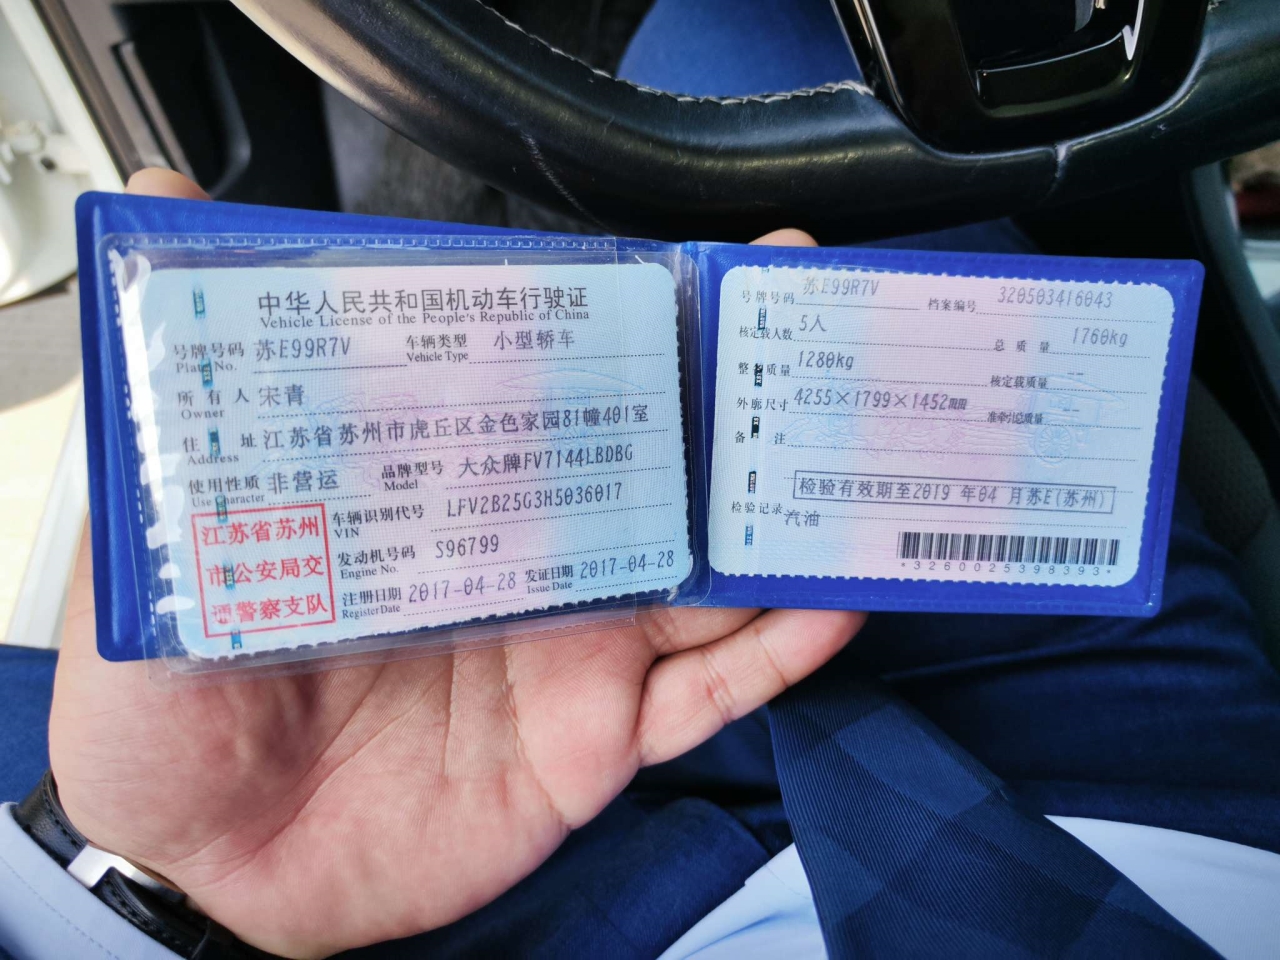 中华人民共和国机动车行驶证
Vehicle License of the People's Republic of China
号牌号码 苏E99R7V 车辆类型 小型轿车
Plate No. Vehicle Type
所有人 宋青
Owner
住址 江苏省苏州市虎丘区金色家园81幢401室
Address
使用性质 非营运 品牌型号 大众牌FV7144LBDBG
Use Character Model
江苏省苏州
市公安局交
通警察支队
车辆识别代号 LFV2B25G3H5036017
VIN
发动机号码 S96799
Engine No.
注册日期 2017-04-28 发证日期 2017-04-28
Register Date Issue Date
号牌号码 苏E99R7V 档案编号 320503416043
核定载人数 5人 总质量 1760kg
整备质量 1280kg 核定载质量 --
外廓尺寸 4255×1799×1452mm 准牵引总质量 --
备注
检验有效期至2019 年04 月苏E(苏州)
检验记录 汽油
*3260025398393*